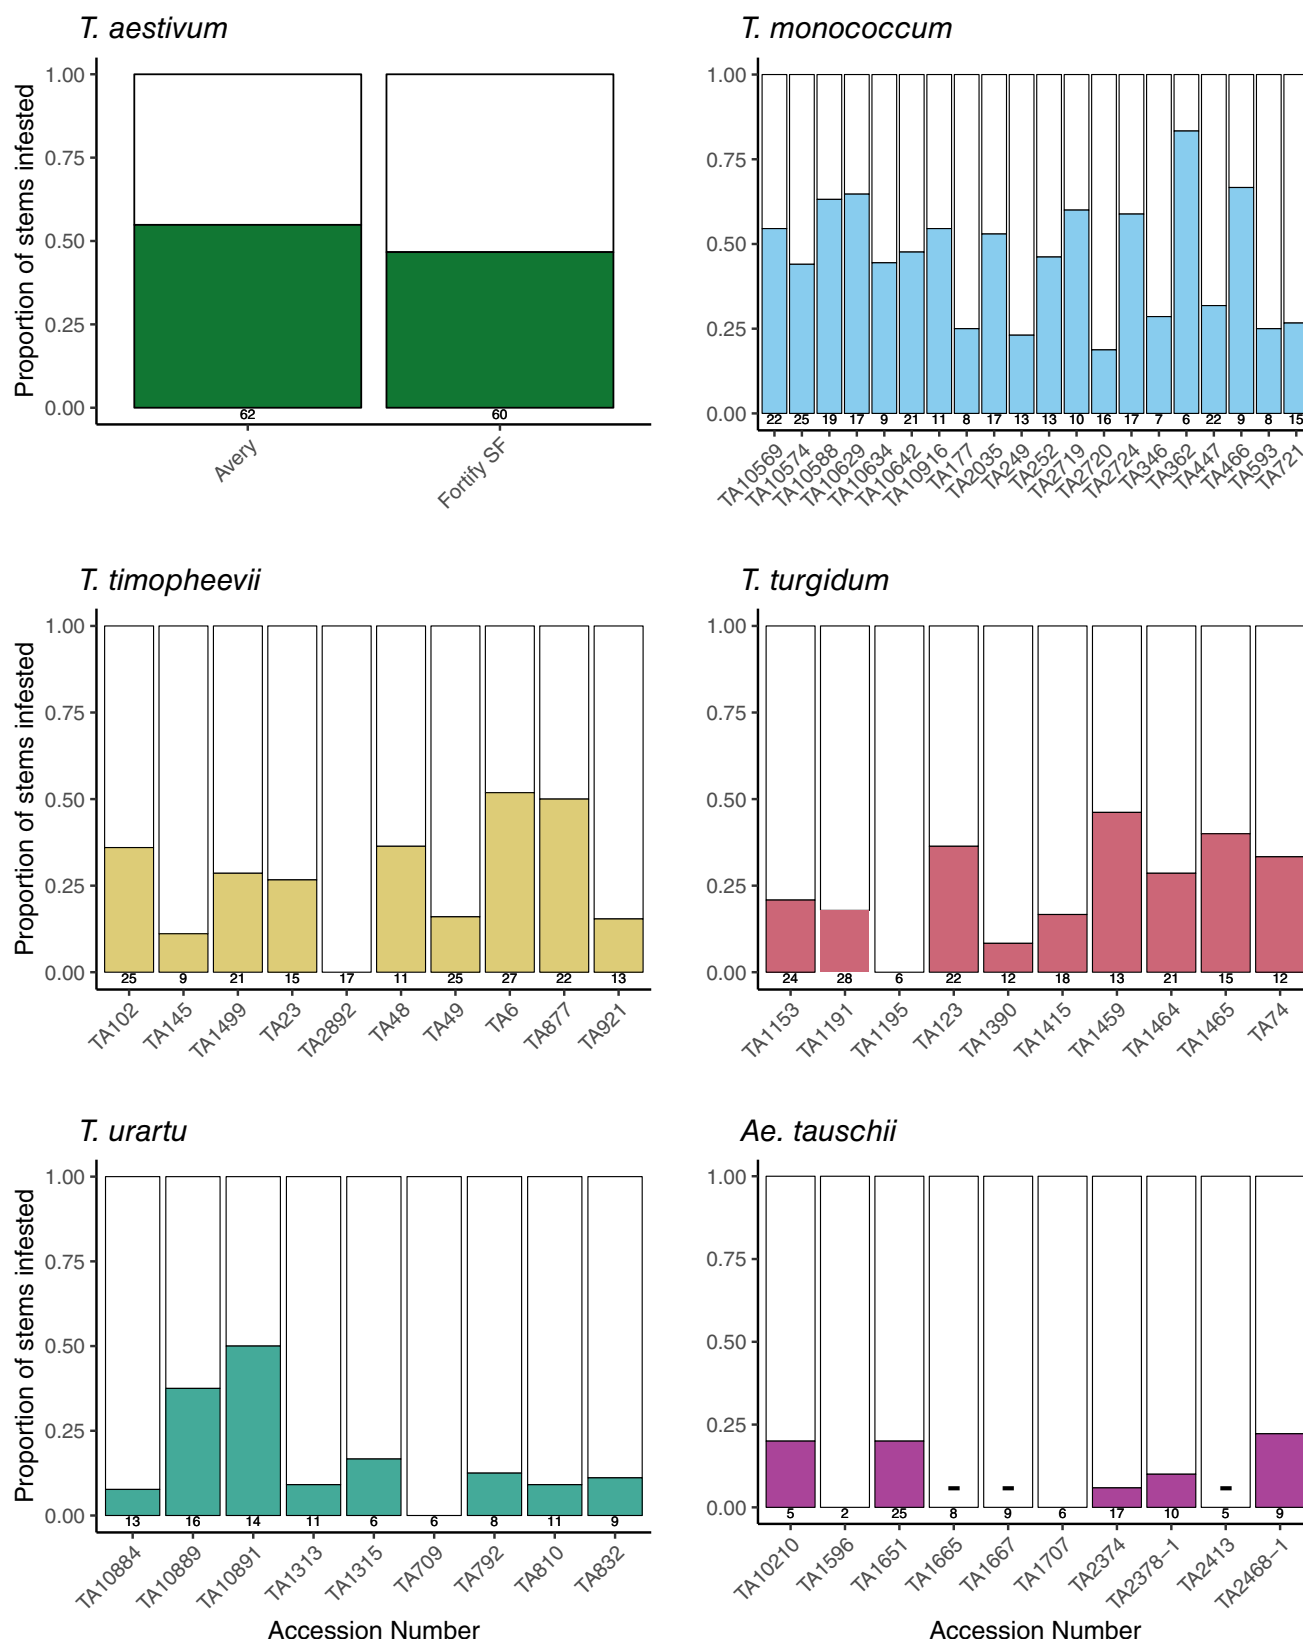 T. aestivum
Proportion of stems infested
1.00
0.75
0.50
0.25
0.00
62 60
Avery Fortify SF
T. monococcum
1.00
0.75
0.50
0.25
0.00
22 25 19 17 9 21 11 8 17 13 13 10 16 17 7 6 22 9 8 15
TA10569 TA10574 TA10588 TA10629 TA10634 TA10642 TA10916 TA177 TA2035 TA249 TA252 TA2719 TA2720 TA2724 TA346 TA362 TA447 TA466 TA593 TA721
T. timopheevii
Proportion of stems infested
1.00
0.75
0.50
0.25
0.00
25 9 21 15 17 11 25 27 22 13
TA102 TA145 TA1499 TA23 TA2892 TA48 TA49 TA6 TA877 TA921
T. turgidum
1.00
0.75
0.50
0.25
0.00
24 28 6 22 12 18 13 21 15 12
TA1153 TA1191 TA1195 TA123 TA1390 TA1415 TA1459 TA1464 TA1465 TA74
T. urartu
Proportion of stems infested
1.00
0.75
0.50
0.25
0.00
13 16 14 11 6 6 8 11 9
TA10884 TA10889 TA10891 TA1313 TA1315 TA709 TA792 TA810 TA832
Accession Number
Ae. tauschii
1.00
0.75
0.50
0.25
0.00
- - -
5 2 25 8 9 6 17 10 5 9
TA10210 TA1596 TA1651 TA1665 TA1667 TA1707 TA2374 TA2378−1 TA2413 TA2468−1
Accession Number